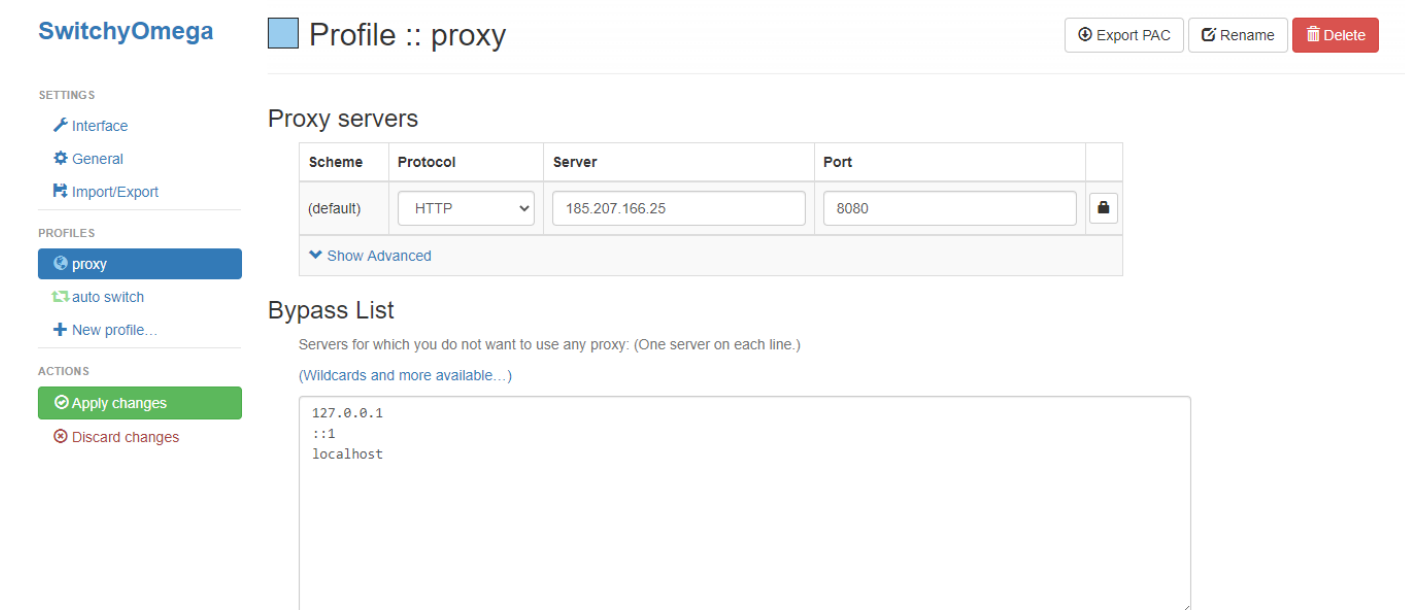 SwitchyOmega
Profile :: proxy
Export PAC
Rename
Delete
SETTINGS
Interface
General
Import/Export
PROFILES
proxy
auto switch
New profile…
ACTIONS
Apply changes
Discard changes
Proxy servers
Scheme Protocol Server Port
(default) HTTP 185.207.166.25 8080
Show Advanced
Bypass List
Servers for which you do not want to use any proxy: (One server on each line.)
(Wildcards and more available…)
127.0.0.1
::1
localhost